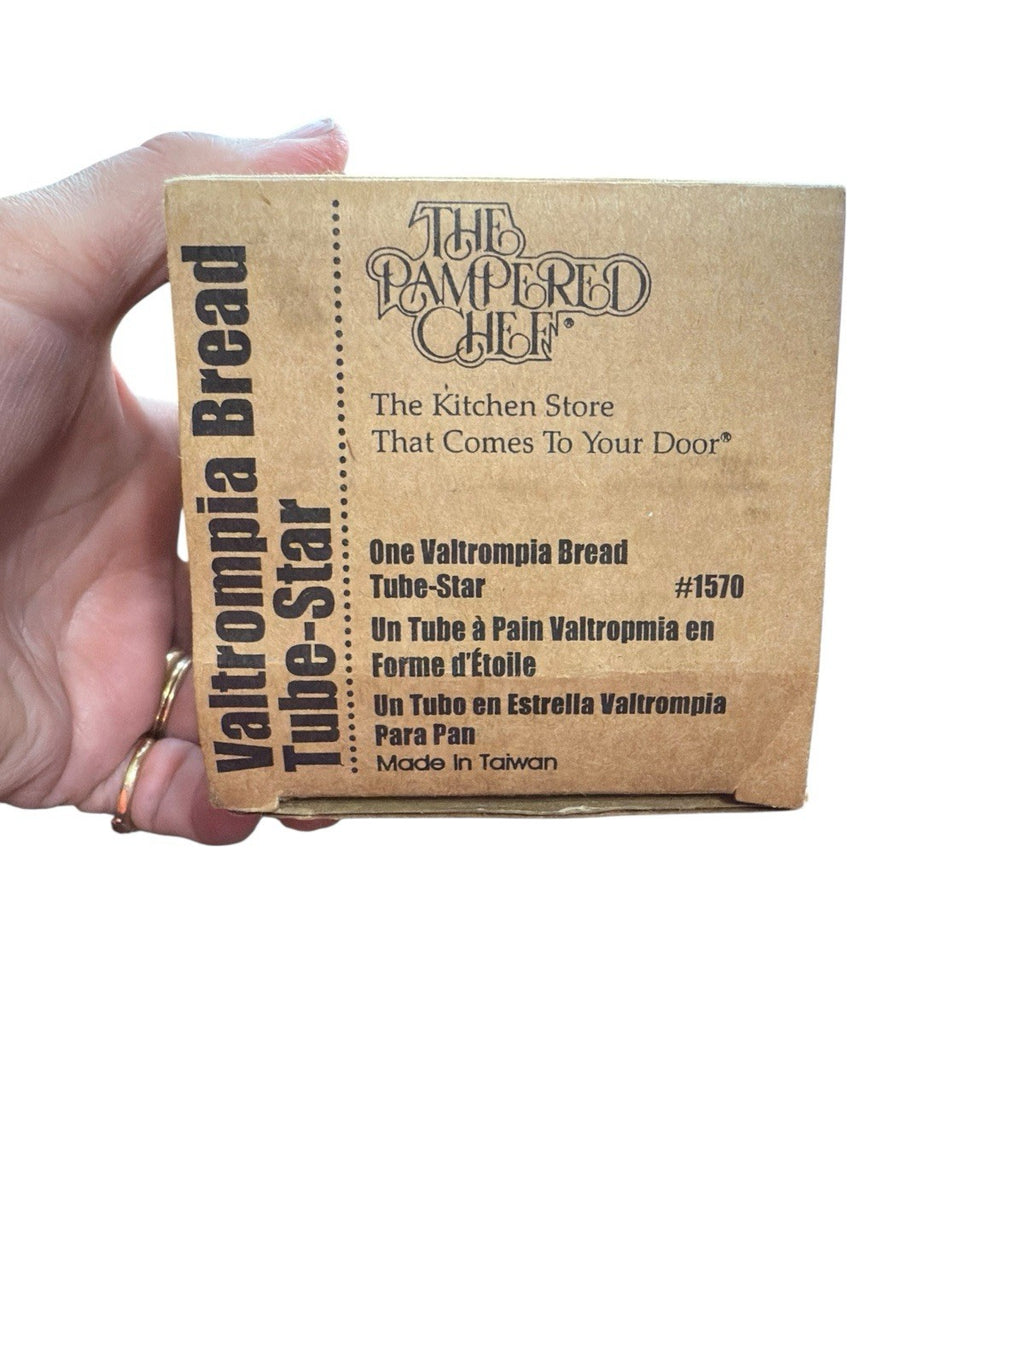 Valtrompia Bread
Tube-Star
THE
PAMPERED
CHEF®
The Kitchen Store
That Comes To Your Door®
One Valtrompia Bread
Tube-Star #1570
Un Tube à Pain Valtropmia en
Forme d'Étoile
Un Tubo en Estrella Valtrompia
Para Pan
Made In Taiwan